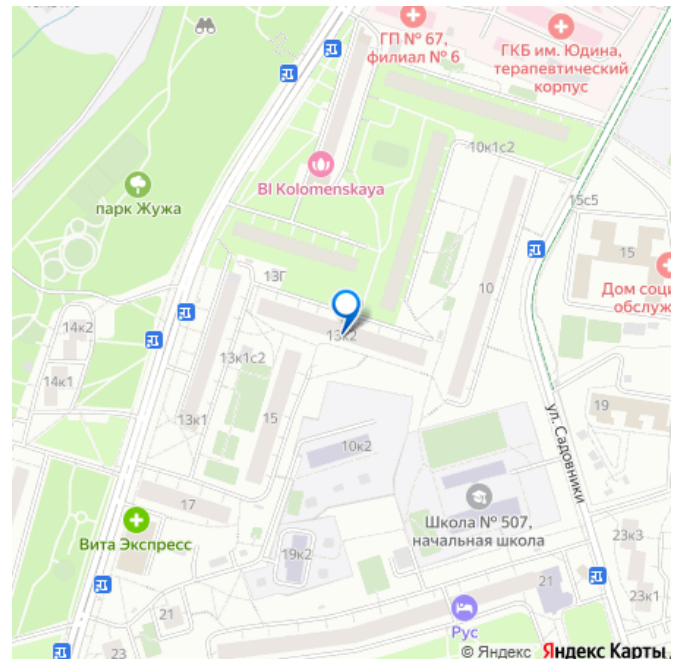 ГП № 67,
филиал № 6
ГКБ им. Юдина,
терапевтический
корпус
10к1с2
BI Kolomenskaya
парк Жужа
15с5
15
13Г
10
Дом соци
обслуж
14к2
13к2
13к1с2
14к1
13к1
15
19
ул. Садовники
10к2
17
Школа № 507,
начальная школа
Вита Экспресс
19к2
23к3
21
21
23к1
Рус
23
© Яндекс Яндекс Карты